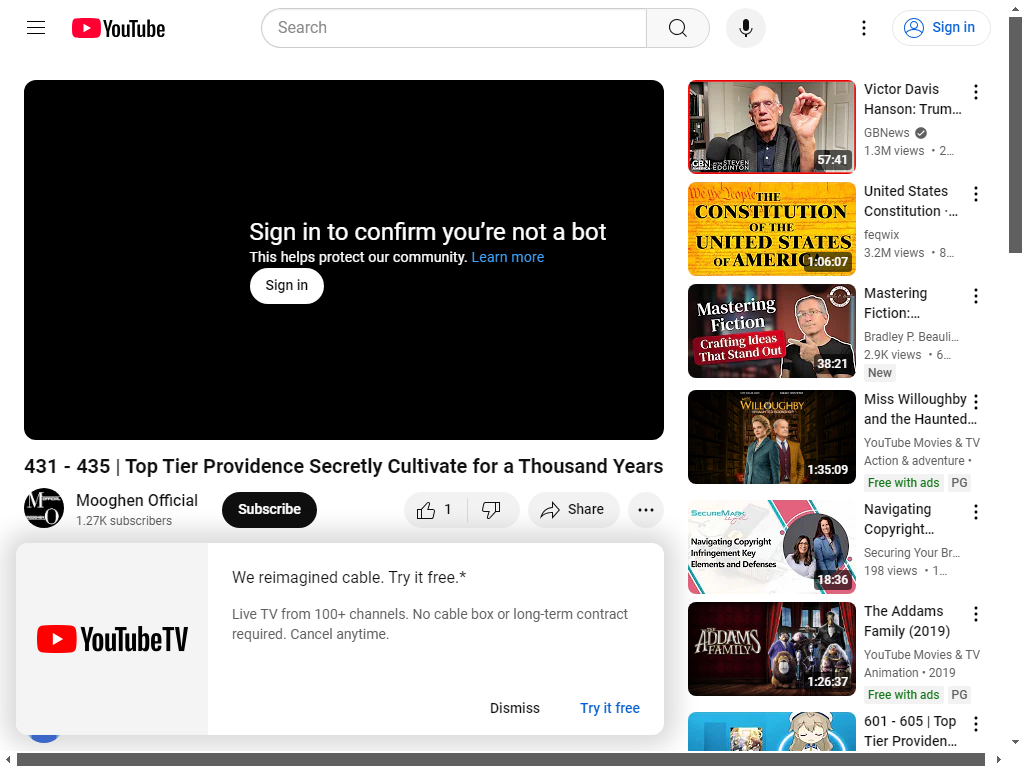 YouTube
Search
Sign in
Sign in to confirm you’re not a bot
This helps protect our community. Learn more
Sign in
431 - 435 | Top Tier Providence Secretly Cultivate for a Thousand Years
Mooghen Official
1.27K subscribers
Subscribe
1
Share
YouTubeTV
We reimagined cable. Try it free.*
Live TV from 100+ channels. No cable box or long-term contract
required. Cancel anytime.
Dismiss
Try it free
GBN
AMERICA
WITH STEVEN
EDGINTON
57:41
Victor Davis
Hanson: Trum…
GBNews
1.3M views • 2…
We the People
THE
CONSTITUTION
OF THE
UNITED STATES
OF AMERICA
1:06:07
United States
Constitution ·…
feqwix
3.2M views • 8…
Mastering
Fiction
Crafting Ideas
That Stand Out
38:21
Mastering
Fiction:…
Bradley P. Beauli…
2.9K views • 6…
New
WILLOUGHBY
1:35:09
Miss Willoughby
and the Haunted…
YouTube Movies & TV
Action & adventure •
Free with ads
PG
SECUREMARK
legal
Navigating Copyright
Infringement Key
Elements and Defenses
18:36
Navigating
Copyright…
Securing Your Br…
198 views • 1…
THE
ADDAMS
FAMILY
1:26:37
The Addams
Family (2019)
YouTube Movies & TV
Animation • 2019
Free with ads
PG
601 - 605 | Top
Tier Providen…